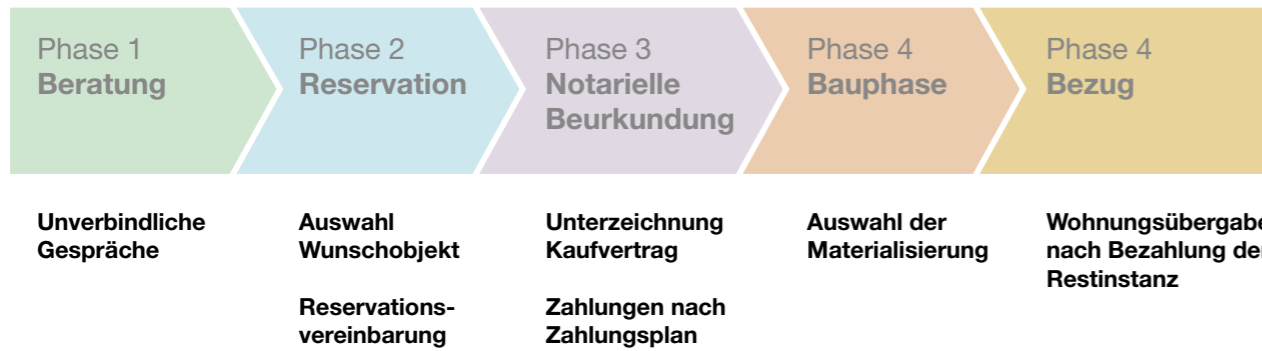 Phase 1
Beratung
Phase 2
Reservation
Phase 3
Notarielle
Beurkundung
Phase 4
Bauphase
Phase 4
Bezug
Unverbindliche
Gespräche
Auswahl
Wunschobjekt
Reservations-
vereinbarung
Unterzeichnung
Kaufvertrag
Zahlungen nach
Zahlungsplan
Auswahl der
Materialisierung
Wohnungsübergabe
nach Bezahlung der
Restinstanz